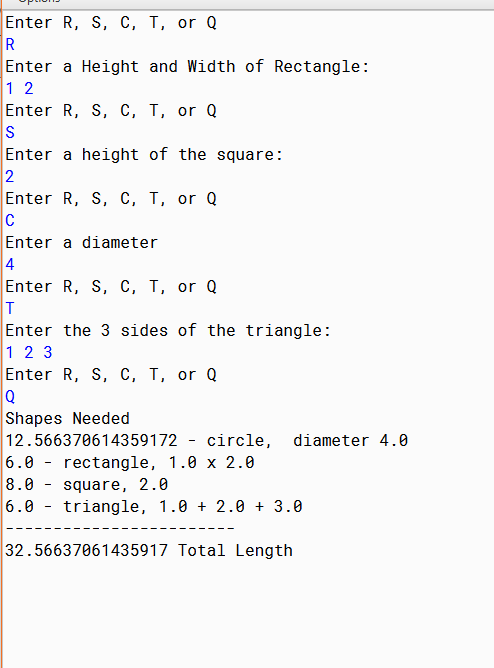 Options
Enter R, S, C, T, or Q
R
Enter a Height and Width of Rectangle:
1 2
Enter R, S, C, T, or Q
S
Enter a height of the square:
2
Enter R, S, C, T, or Q
C
Enter a diameter
4
Enter R, S, C, T, or Q
T
Enter the 3 sides of the triangle:
1 2 3
Enter R, S, C, T, or Q
Q
Shapes Needed
12.566370614359172 - circle,  diameter 4.0
6.0 - rectangle, 1.0 x 2.0
8.0 - square, 2.0
6.0 - triangle, 1.0 + 2.0 + 3.0
------------------------
32.56637061435917 Total Length